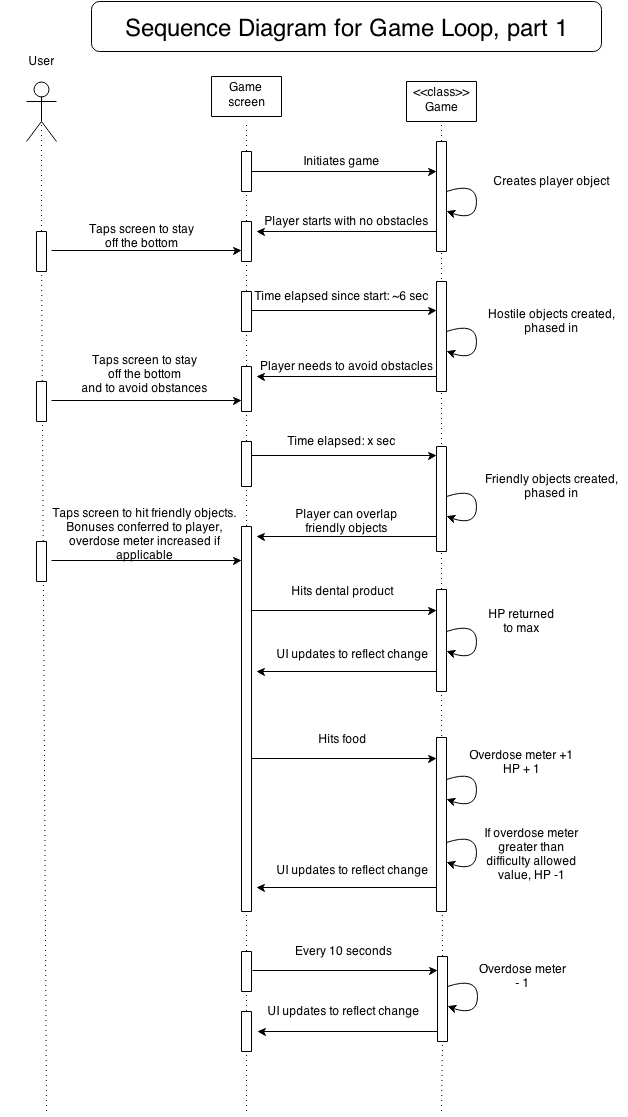 Sequence Diagram for Game Loop, part 1
User
Game
screen
<<class>>
Game
Initiates game
Creates player object
Player starts with no obstacles
Taps screen to stay
off the bottom
Time elapsed since start: ~6 sec
Hostile objects created,
phased in
Player needs to avoid obstacles
Taps screen to stay
off the bottom
and to avoid obstances
Time elapsed: x sec
Friendly objects created,
phased in
Player can overlap
friendly objects
Taps screen to hit friendly objects.
Bonuses conferred to player,
overdose meter increased if
applicable
Hits dental product
HP returned
to max
UI updates to reflect change
Hits food
Overdose meter +1
HP + 1
If overdose meter
greater than
difficulty allowed
value, HP -1
UI updates to reflect change
Every 10 seconds
Overdose meter
- 1
UI updates to reflect change